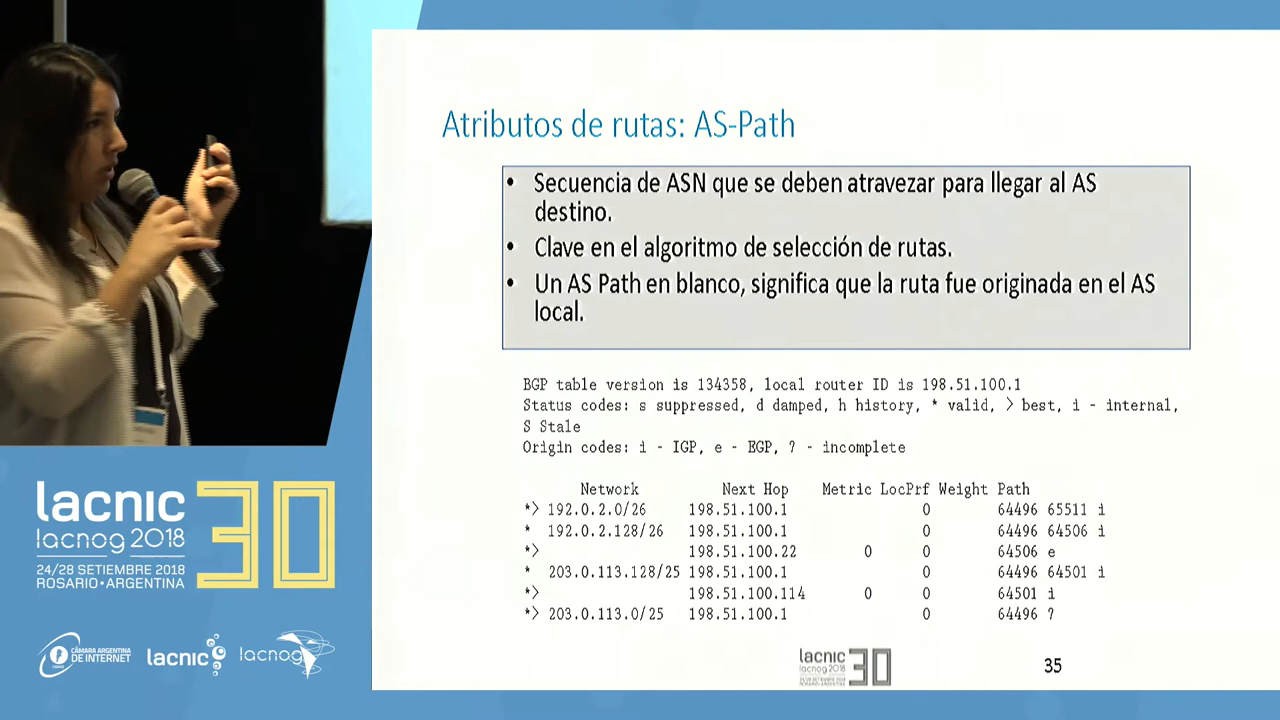 Atributos de rutas: AS-Path
• Secuencia de ASN que se deben atravezar para llegar al AS
destino.
• Clave en el algoritmo de selección de rutas.
• Un AS Path en blanco, significa que la ruta fue originada en el AS
local.
BGP table version is 134358, local router ID is 198.51.100.1
Status codes: s suppressed, d damped, h history, * valid, > best, i - internal,
S Stale
Origin codes: i - IGP, e - EGP, ? - incomplete
Network Next Hop Metric LocPrf Weight Path
*> 192.0.2.0/26 198.51.100.1 0 64496 65511 i
* 192.0.2.128/26 198.51.100.1 0 64496 64506 i
*> 198.51.100.22 0 0 64506 e
* 203.0.113.128/25 198.51.100.1 0 64496 64501 i
*> 198.51.100.114 0 0 64501 i
*> 203.0.113.0/25 198.51.100.1 0 64496 ?
lacnic 30
lacnog 2018
24/28 SETIEMBRE 2018
35
lacnic 30
lacnog 2018
24/28 SETIEMBRE 2018
ROSARIO • ARGENTINA
CÁMARA ARGENTINA
DE INTERNET
lacnic
lacnog